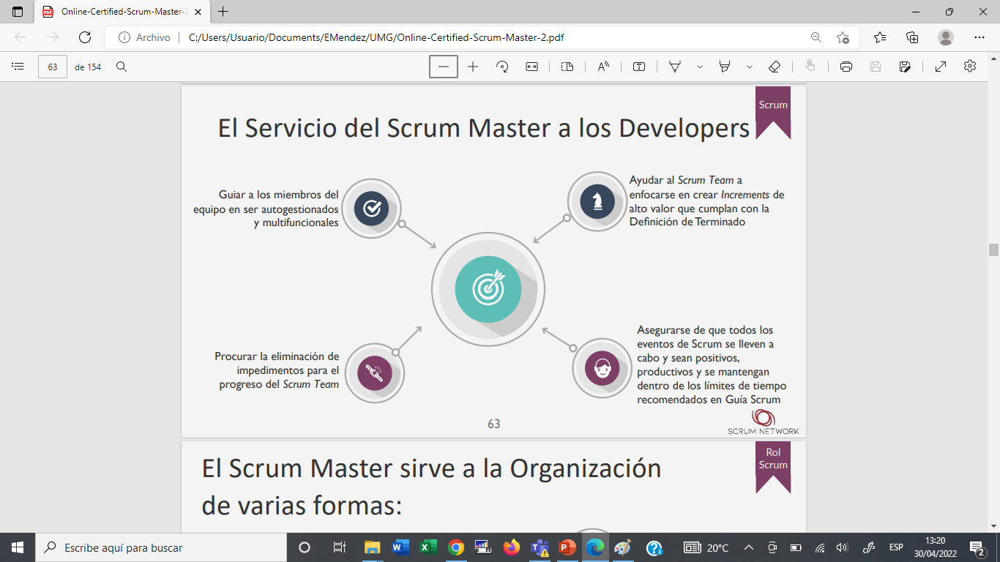 Online-Certified-Scrum-Master-2
Archivo
C:/Users/Usuario/Documents/EMendez/UMG/Online-Certified-Scrum-Master-2.pdf
63
de 154
Scrum
El Servicio del Scrum Master a los Developers
Guiar a los miembros del
equipo en ser autogestionados
y multifuncionales
Ayudar al Scrum Team a
enfocarse en crear Increments de
alto valor que cumplan con la
Definición de Terminado
Procurar la eliminación de
impedimentos para el
progreso del Scrum Team
Asegurarse de que todos los
eventos de Scrum se lleven a
cabo y sean positivos,
productivos y se mantengan
dentro de los límites de tiempo
recomendados en Guía Scrum
63
SCRUM NETWORK
Rol
Scrum
El Scrum Master sirve a la Organización
de varias formas:
Escribe aquí para buscar
20°C
ESP
13:20
30/04/2022
2